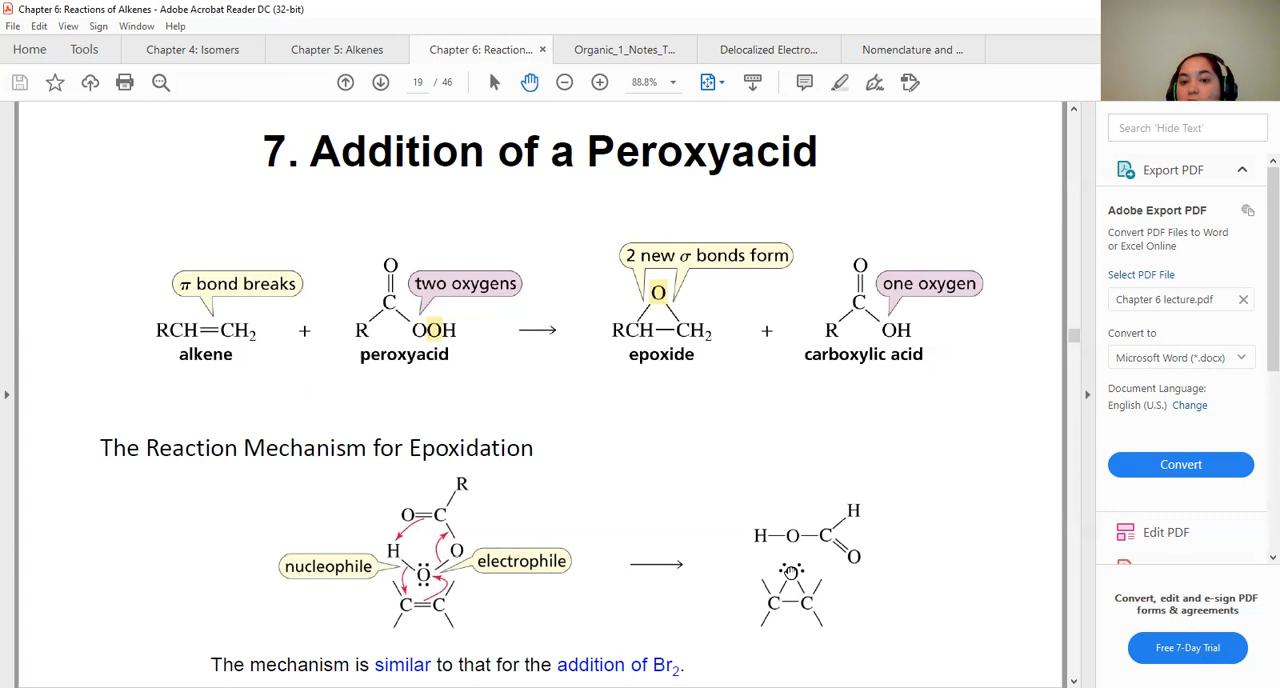 Chapter 6: Reactions of Alkenes - Adobe Acrobat Reader DC (32-bit)
File Edit View Sign Window Help
Home Tools Chapter 4: Isomers Chapter 5: Alkenes Chapter 6: Reaction... × Organic_1_Notes_T... Delocalized Electro... Nomenclature and ...
19 / 46 88.8%
7. Addition of a Peroxyacid
2 new σ bonds form
O O O
π bond breaks two oxygens one oxygen
C C
RCH=CH₂ + R OOH → RCH—CH₂ + R OH
alkene peroxyacid epoxide carboxylic acid
The Reaction Mechanism for Epoxidation
R
O=C H
H O H—O—C
nucleophile O electrophile → O O
C=C C—C
The mechanism is similar to that for the addition of Br₂.
Search 'Hide Text'
Export PDF
Adobe Export PDF
Convert PDF Files to Word
or Excel Online
Select PDF File
Chapter 6 lecture.pdf ×
Convert to
Microsoft Word (*.docx)
Document Language:
English (U.S.) Change
Convert
Edit PDF
Convert, edit and e-sign PDF
forms & agreements
Free 7-Day Trial